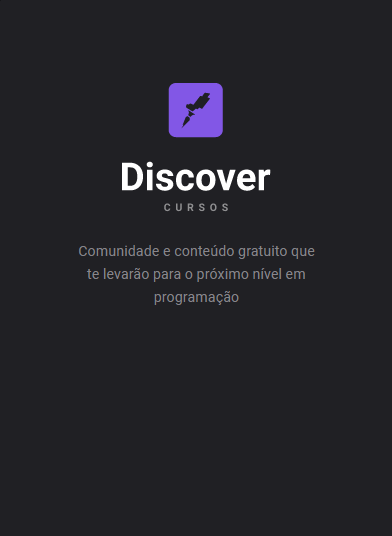 Discover
CURSOS
Comunidade e conteúdo gratuito que
te levarão para o próximo nível em
programação